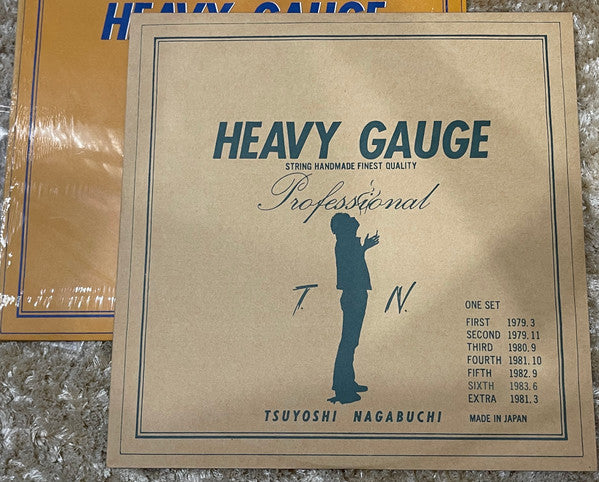 HEAVY GAUGE
HEAVY GAUGE
STRING HANDMADE FINEST QUALITY
Professional
T. N.
ONE SET
FIRST 1979.3
SECOND 1979.11
THIRD 1980.9
FOURTH 1981.10
FIFTH 1982.9
SIXTH 1983.6
EXTRA 1981.3
TSUYOSHI NAGABUCHI
MADE IN JAPAN